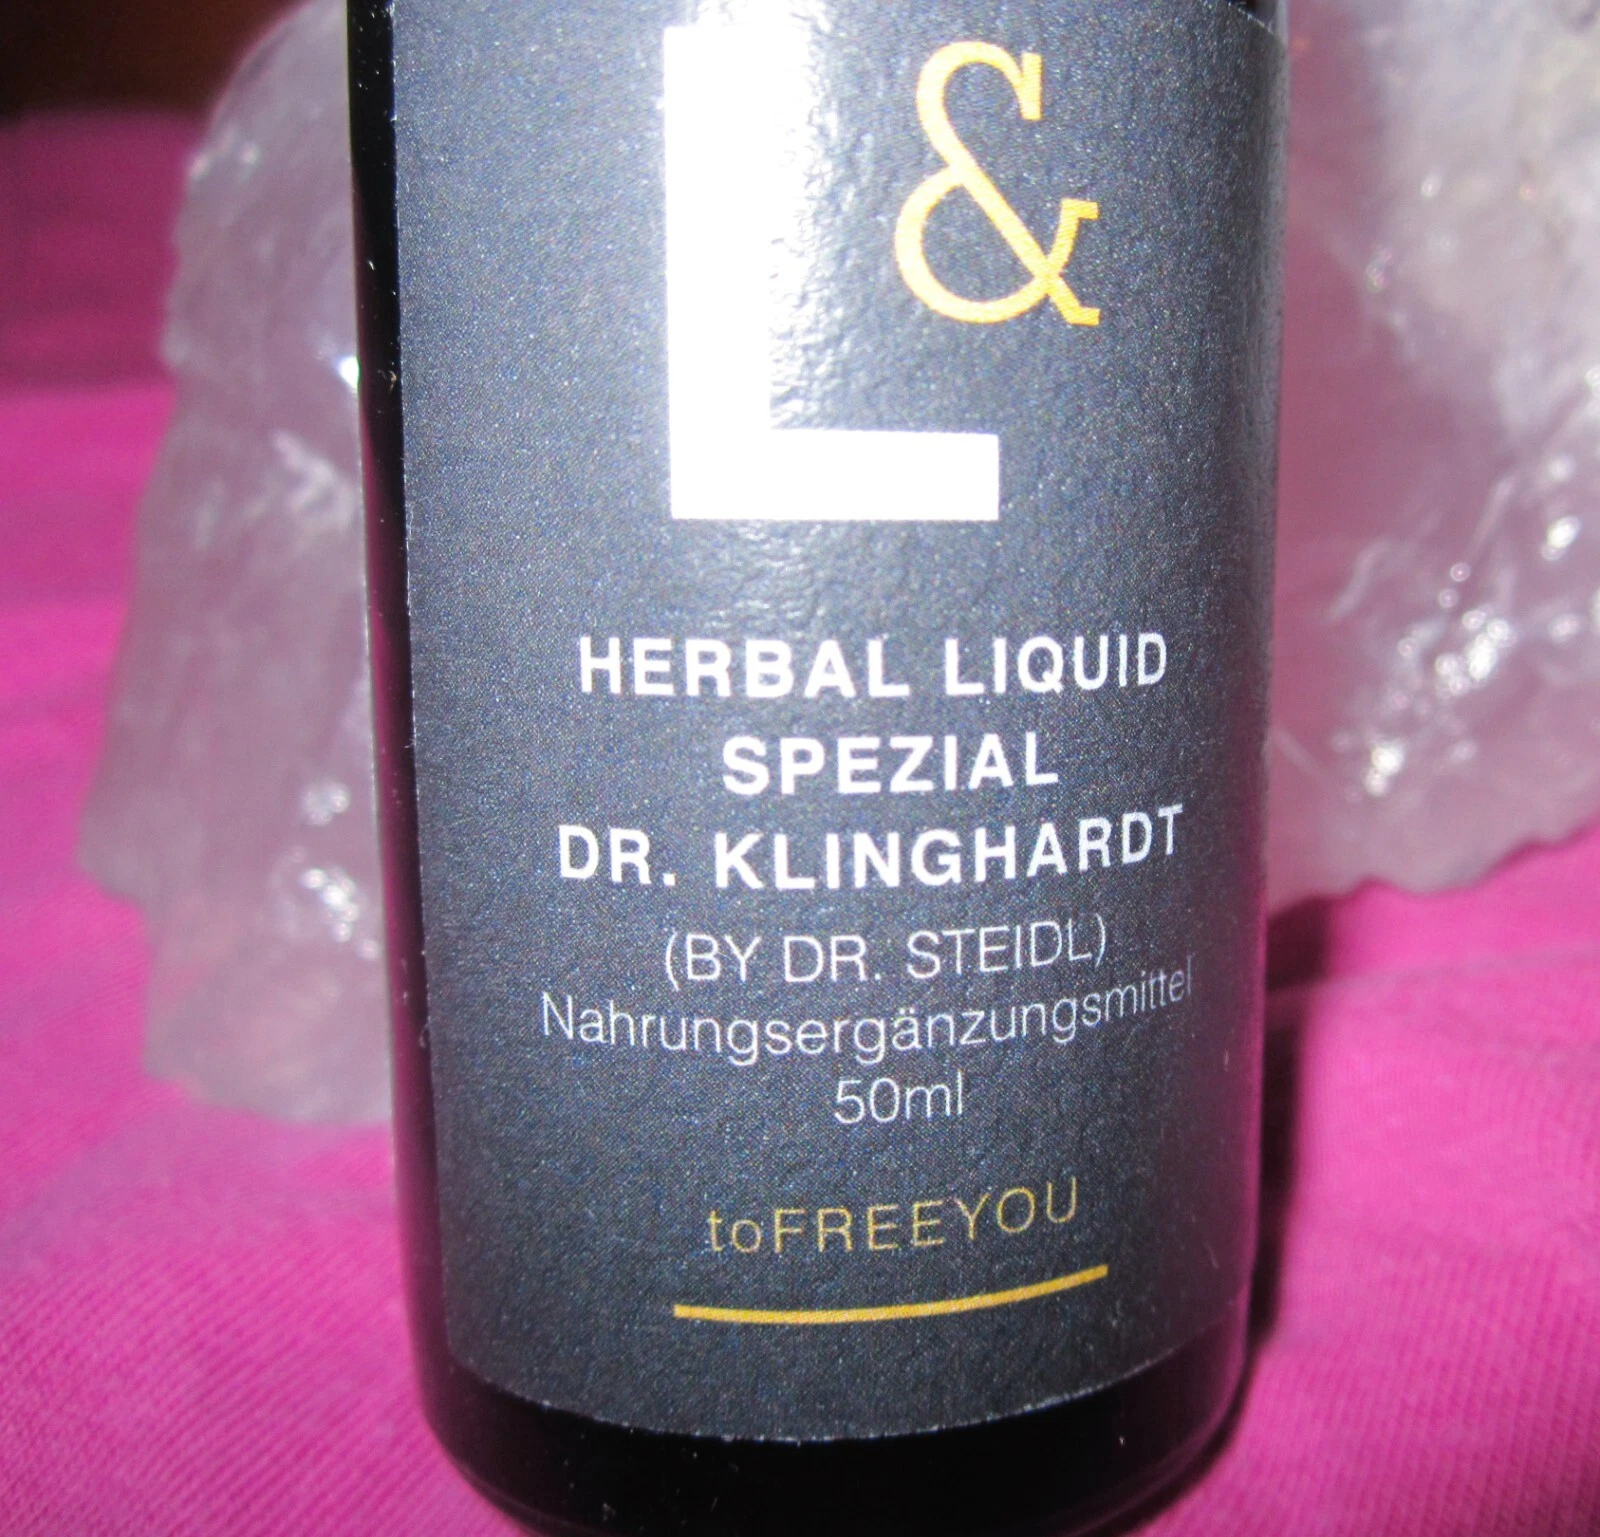 L &
HERBAL LIQUID
SPEZIAL
DR. KLINGHARDT
(BY DR. STEIDL)
Nahrungsergänzungsmittel
50ml
toFREEYOU